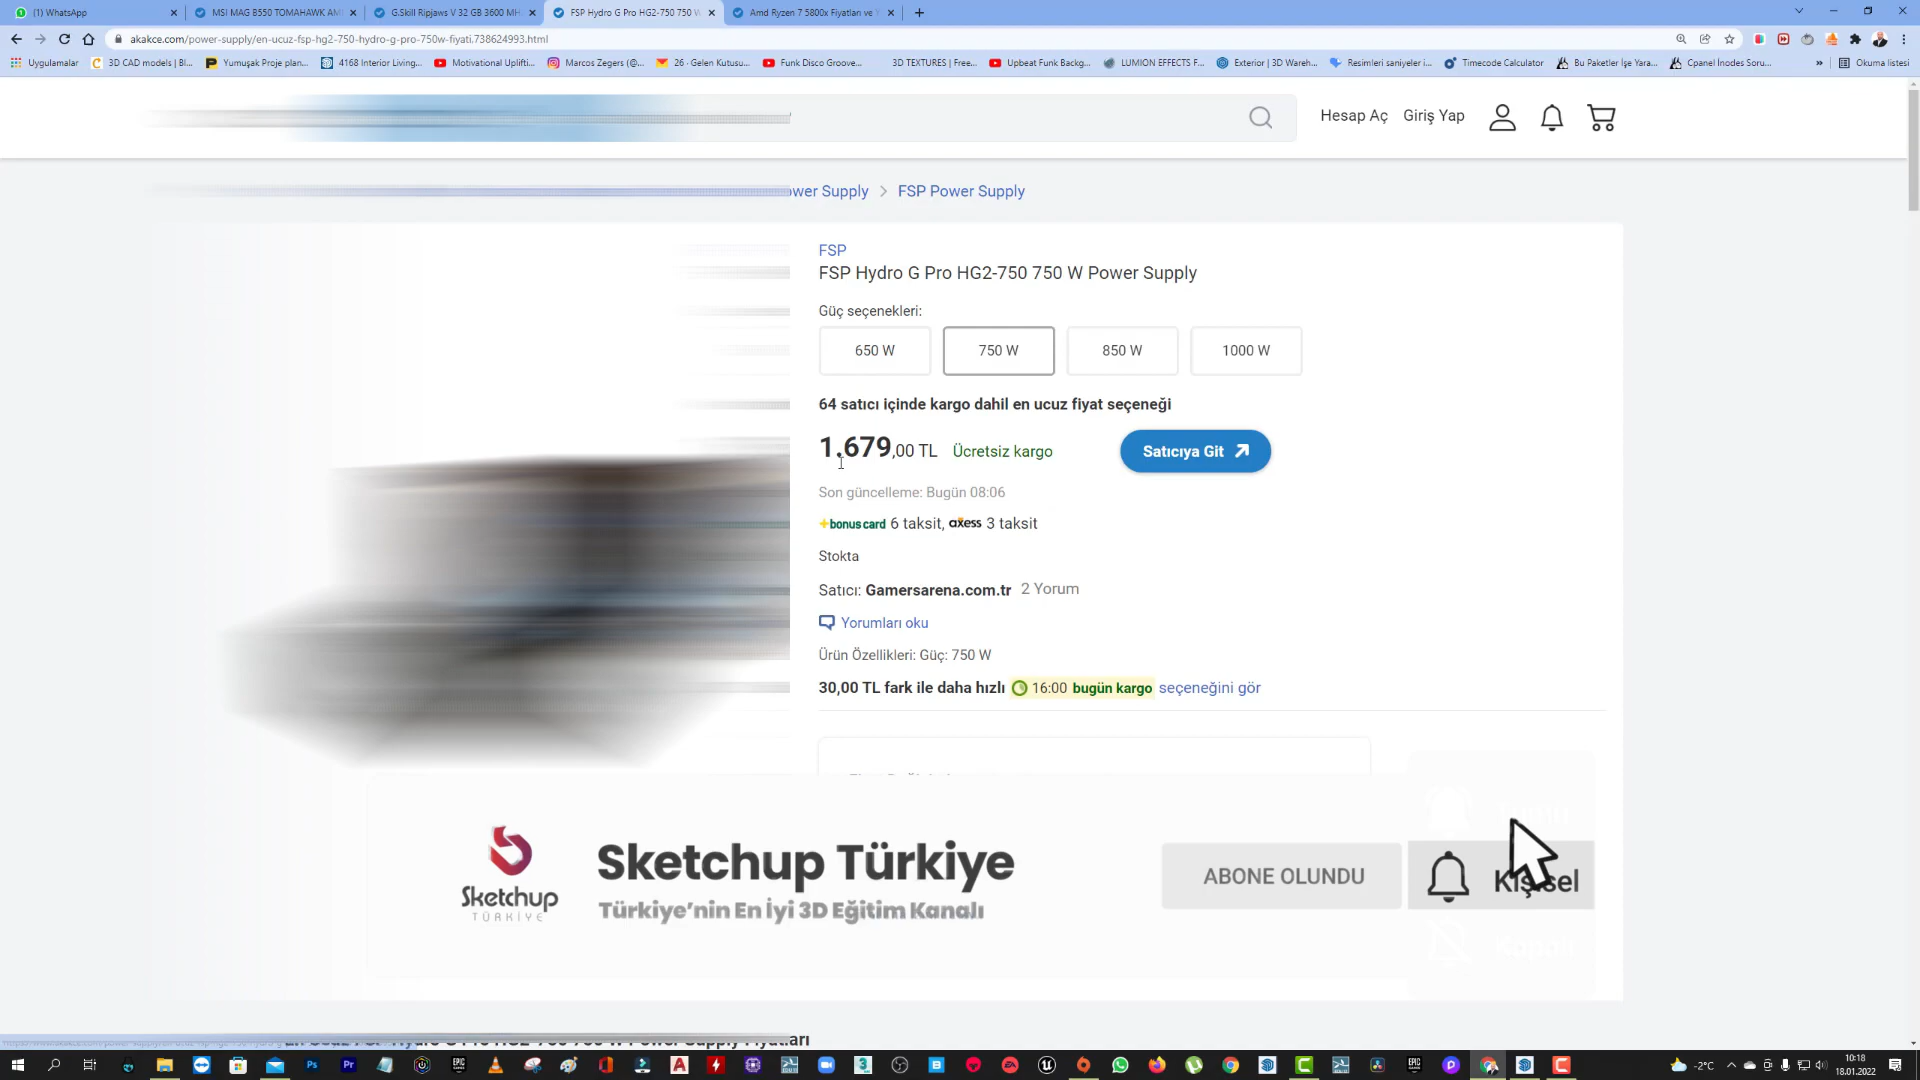 (1) WhatsApp
MSI MAG B550 TOMAHAWK AM
G.Skill Ripjaws V 32 GB 3600 MH
FSP Hydro G Pro HG2-750 750 W
Amd Ryzen 7 5800x Fiyatları ve
akakce.com/power-supply/en-ucuz-fsp-hg2-750-hydro-g-pro-750w-fiyati,738624993.html
Uygulamalar
3D CAD models | Bl...
Yumuşak Proje plan...
4168 Interior Living...
Motivational Uplifti...
Marcos Zegers (@...
26 · Gelen Kutusu...
Funk Disco Groove...
3D TEXTURES | Free...
Upbeat Funk Backg...
LUMION EFFECTS F...
Exterior | 3D Wareh...
Resimleri saniyeler i...
Timecode Calculator
Bu Paketler İşe Yara...
Cpanel İnodes Soru...
Okuma listesi
Hesap Aç
Giriş Yap
wer Supply
FSP Power Supply
FSP
FSP Hydro G Pro HG2-750 750 W Power Supply
Güç seçenekleri:
650 W
750 W
850 W
1000 W
64 satıcı içinde kargo dahil en ucuz fiyat seçeneği
1.679,00 TL Ücretsiz kargo
Satıcıya Git
Son güncelleme: Bugün 08:06
+bonus card 6 taksit, axess 3 taksit
Stokta
Satıcı: Gamersarena.com.tr 2 Yorum
Yorumları oku
Ürün Özellikleri: Güç: 750 W
30,00 TL fark ile daha hızlı 16:00 bugün kargo seçeneğini gör
Sketchup
TÜRKİYE
Sketchup Türkiye
Türkiye'nin En İyi 3D Eğitim Kanalı
ABONE OLUNDU
Kişisel
-2°C
10:18
18.01.2022